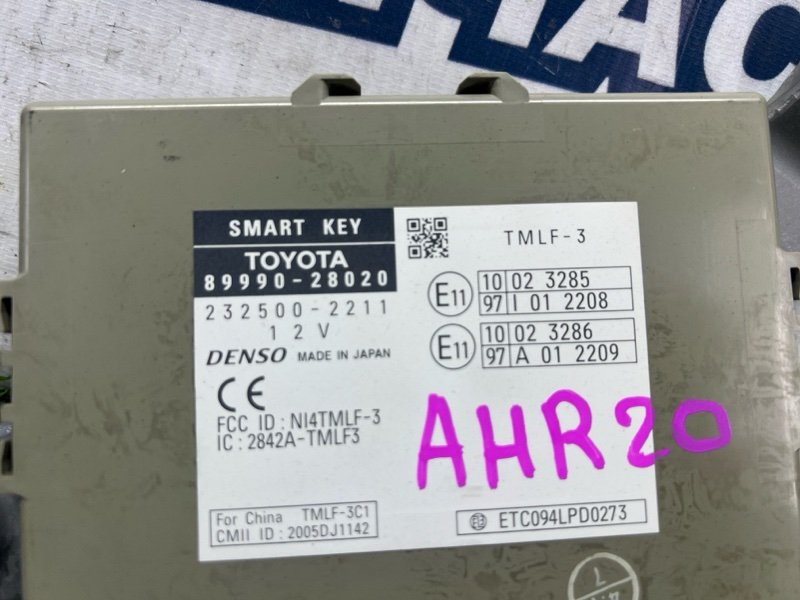 SMART KEY
TOYOTA
89990-28020
232500-2211
12V
DENSO MADE IN JAPAN
CE
FCC ID : NI4TMLF-3
IC : 2842A-TMLF3
For China TMLF-3C1
CMII ID : 2005DJ1142
TMLF-3
E11 10 02 3285
97 I 01 2208
E11 10 02 3286
97 A 01 2209
AHR20
ETC094LPD0273